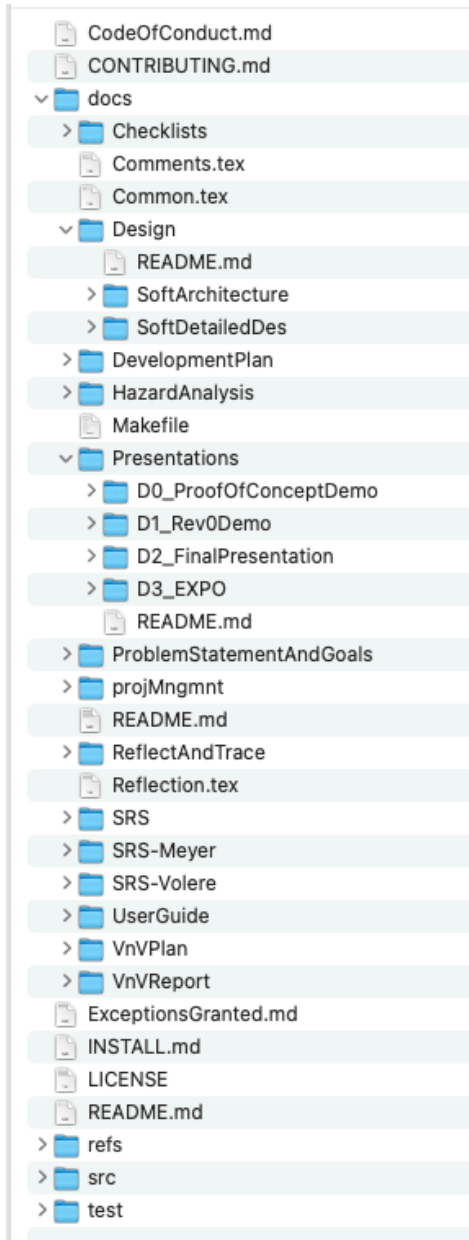 CodeOfConduct.md
CONTRIBUTING.md
docs
Checklists
Comments.tex
Common.tex
Design
README.md
SoftArchitecture
SoftDetailedDes
DevelopmentPlan
HazardAnalysis
Makefile
Presentations
D0_ProofOfConceptDemo
D1_Rev0Demo
D2_FinalPresentation
D3_EXPO
README.md
ProblemStatementAndGoals
projMngmnt
README.md
ReflectAndTrace
Reflection.tex
SRS
SRS-Meyer
SRS-Volere
UserGuide
VnVPlan
VnVReport
ExceptionsGranted.md
INSTALL.md
LICENSE
README.md
refs
src
test